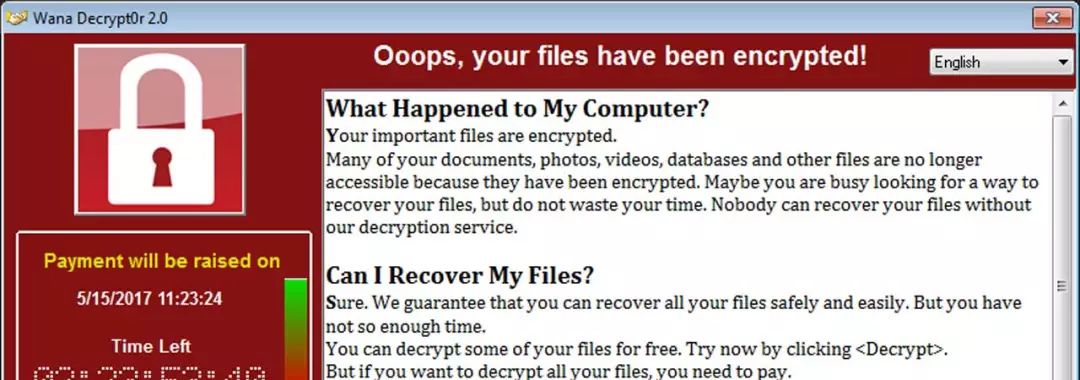 Wana Decrypt0r 2.0
Ooops, your files have been encrypted!
English
What Happened to My Computer?
Your important files are encrypted.
Many of your documents, photos, videos, databases and other files are no longer
accessible because they have been encrypted. Maybe you are busy looking for a way to
recover your files, but do not waste your time. Nobody can recover your files without
our decryption service.
Can I Recover My Files?
Sure. We guarantee that you can recover all your files safely and easily. But you have
not so enough time.
You can decrypt some of your files for free. Try now by clicking <Decrypt>.
But if you want to decrypt all your files, you need to pay.
Payment will be raised on
5/15/2017 11:23:24
Time Left